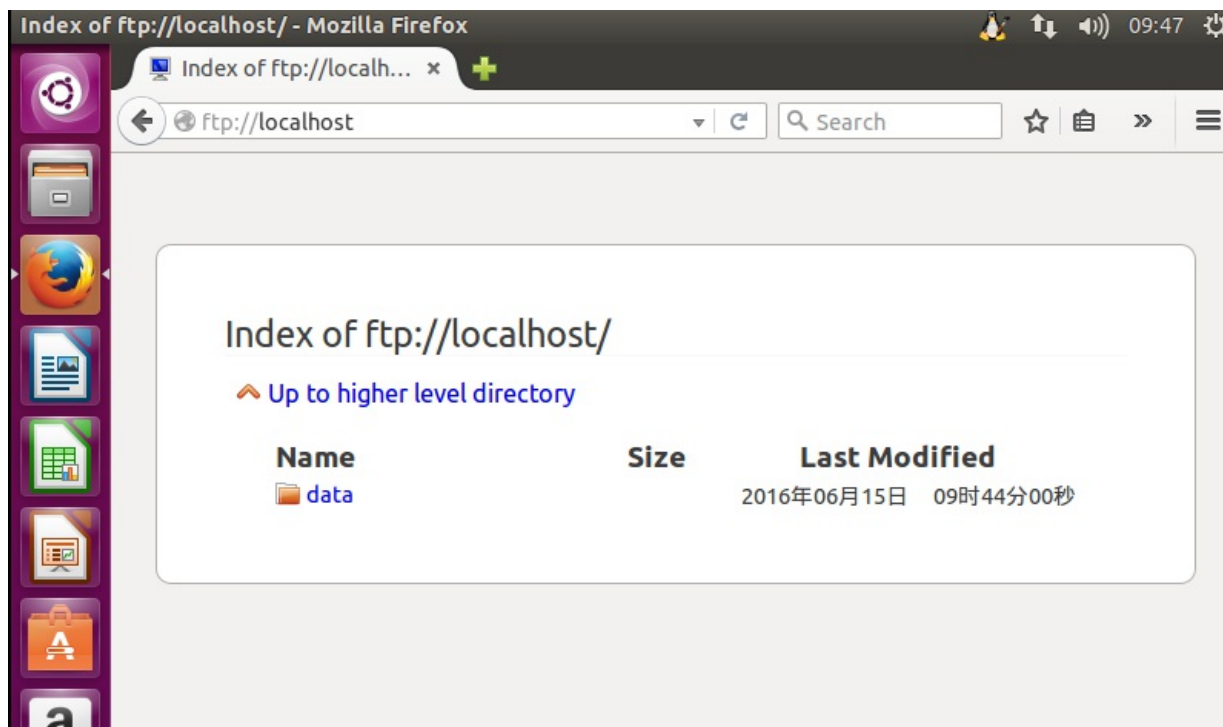 Index of ftp://localhost/ - Mozilla Firefox 09:47
Index of ftp://localh...
ftp://localhost Search
Index of ftp://localhost/
Up to higher level directory
Name Size Last Modified
data 2016年06月15日 09时44分00秒